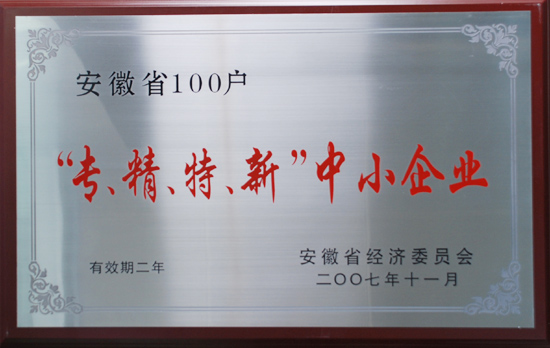 安徽省100户
“专、精、特、新”中小企业
有效期二年
安徽省经济委员会
二〇〇七年十一月